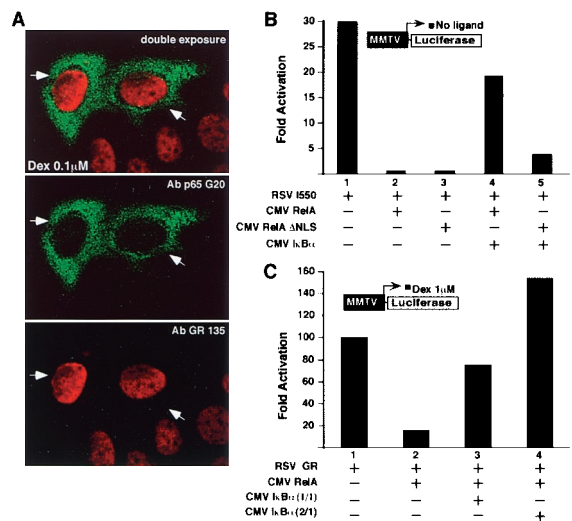 A
double exposure
Dex 0.1μM
Ab p65 G20
Ab GR 135
B
30
25
20
15
10
5
Fold Activation
MMTV
No ligand
Luciferase
1 2 3 4 5
RSV I550 + + + + +
CMV RelA − + − + −
CMV RelA ΔNLS − − + − +
CMV IκBα − − − + +
C
160
140
120
100
80
60
40
20
Fold Activation
MMTV
Dex 1μM
Luciferase
1 2 3 4
RSV GR + + + +
CMV RelA − + + +
CMV IκBα (1/1) − − + −
CMV IκBα (2/1) − − − +